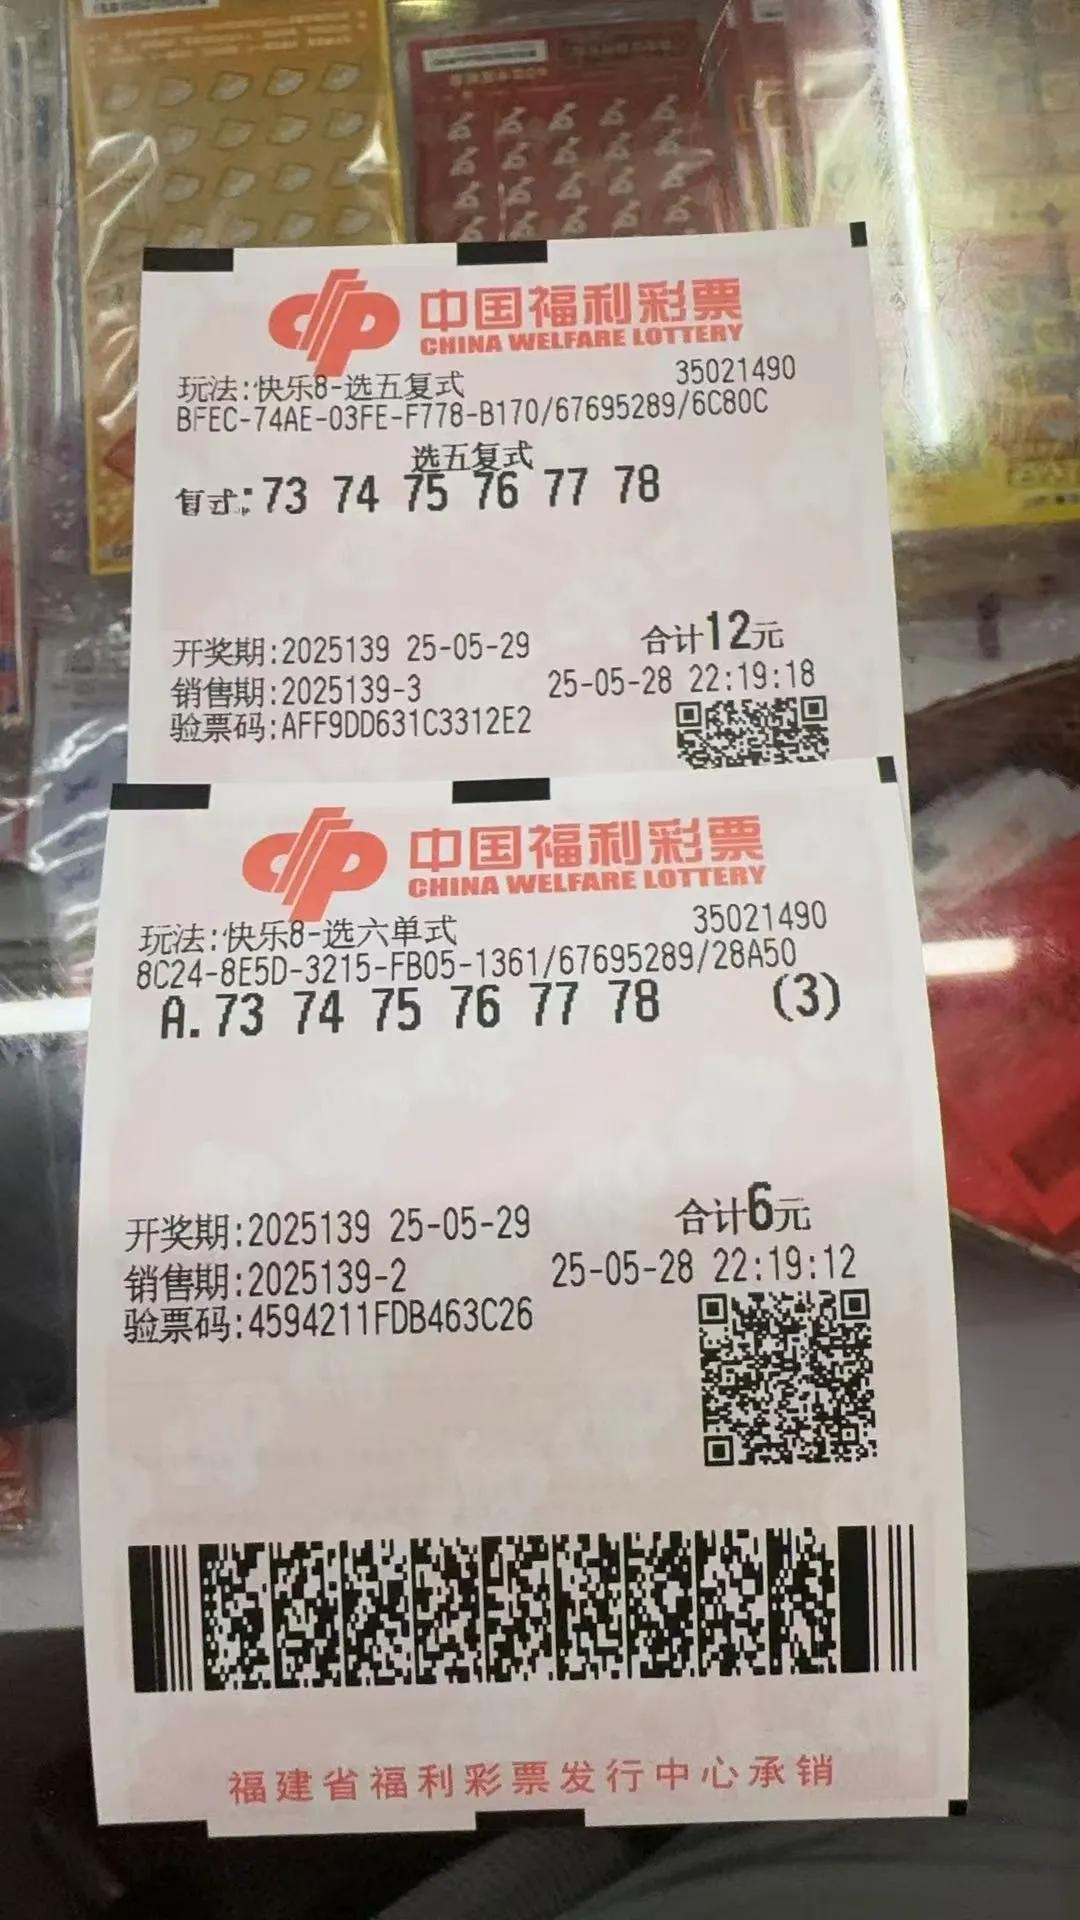 中国福利彩票
CHINA WELFARE LOTTERY
玩法:快乐8-选五复式 35021490
BFEC-74AE-03FE-F778-B170/67695289/6C80C
选五复式
复式:73 74 75 76 77 78
开奖期:2025139 25-05-29 合计12元
销售期:2025139-3 25-05-28 22:19:18
验票码:AFF9DD631C3312E2
中国福利彩票
CHINA WELFARE LOTTERY
玩法:快乐8-选六单式 35021490
8C24-8E5D-3215-FB05-1361/67695289/28A50
A.73 74 75 76 77 78 (3)
开奖期:2025139 25-05-29 合计6元
销售期:2025139-2 25-05-28 22:19:12
验票码:4594211FDB463C26
福建省福利彩票发行中心承销